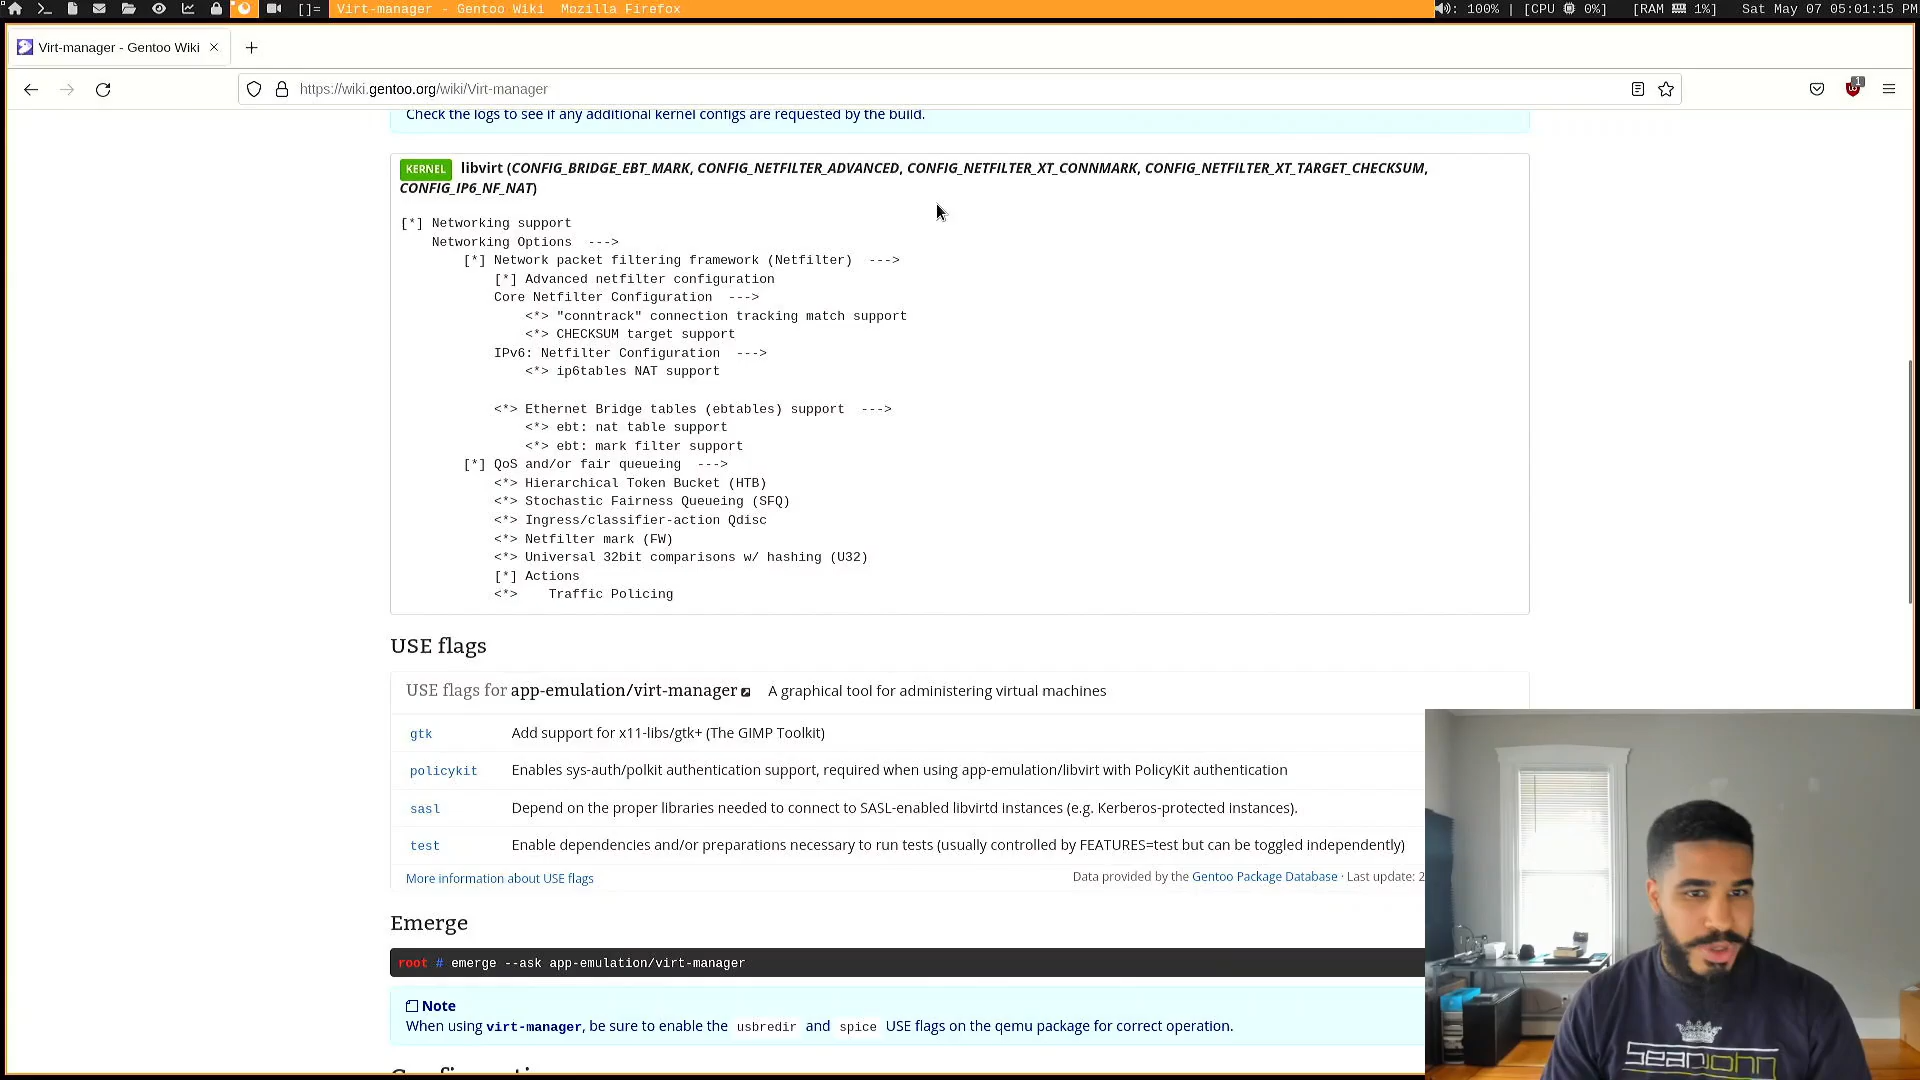 []= Virt-manager - Gentoo Wiki — Mozilla Firefox : 100% | [CPU 0%] [RAM 1%] Sat May 07 05:01:15 PM
Virt-manager - Gentoo Wiki
https://wiki.gentoo.org/wiki/Virt-manager
1
Check the logs to see if any additional kernel configs are requested by the build.
KERNEL libvirt (CONFIG_BRIDGE_EBT_MARK, CONFIG_NETFILTER_ADVANCED, CONFIG_NETFILTER_XT_CONNMARK, CONFIG_NETFILTER_XT_TARGET_CHECKSUM,
CONFIG_IP6_NF_NAT)
[*] Networking support
Networking Options --->
[*] Network packet filtering framework (Netfilter) --->
[*] Advanced netfilter configuration
Core Netfilter Configuration --->
<*> "conntrack" connection tracking match support
<*> CHECKSUM target support
IPv6: Netfilter Configuration --->
<*> ip6tables NAT support
<*> Ethernet Bridge tables (ebtables) support --->
<*> ebt: nat table support
<*> ebt: mark filter support
[*] QoS and/or fair queueing --->
<*> Hierarchical Token Bucket (HTB)
<*> Stochastic Fairness Queueing (SFQ)
<*> Ingress/classifier-action Qdisc
<*> Netfilter mark (FW)
<*> Universal 32bit comparisons w/ hashing (U32)
[*] Actions
<*> Traffic Policing
USE flags
USE flags for app-emulation/virt-manager A graphical tool for administering virtual machines
gtk Add support for x11-libs/gtk+ (The GIMP Toolkit)
policykit Enables sys-auth/polkit authentication support, required when using app-emulation/libvirt with PolicyKit authentication
sasl Depend on the proper libraries needed to connect to SASL-enabled libvirtd instances (e.g. Kerberos-protected instances).
test Enable dependencies and/or preparations necessary to run tests (usually controlled by FEATURES=test but can be toggled independently)
More information about USE flags Data provided by the Gentoo Package Database · Last update: 2
Emerge
root # emerge --ask app-emulation/virt-manager
Note
When using virt-manager, be sure to enable the usbredir and spice USE flags on the qemu package for correct operation.
seanjohn